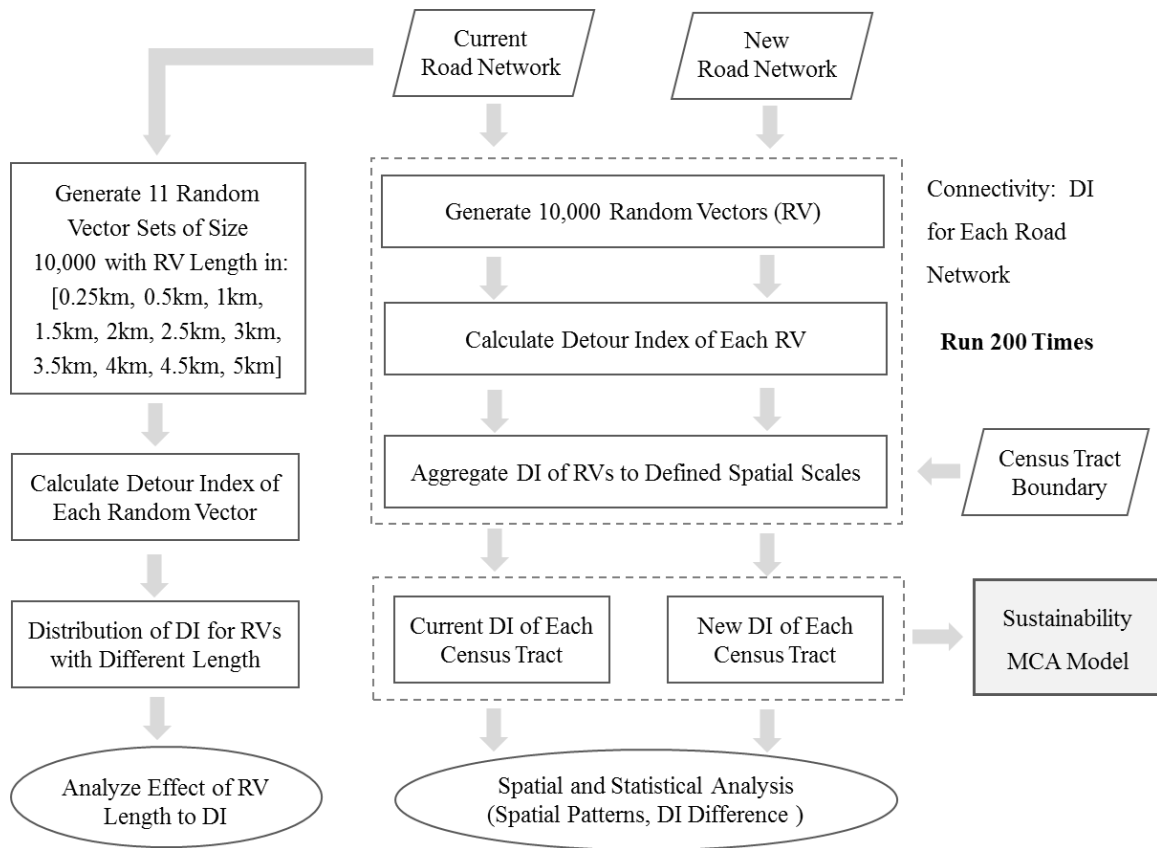 Current
Road Network
New
Road Network
Generate 11 Random
Vector Sets of Size
10,000 with RV Length in:
[0.25km, 0.5km, 1km,
1.5km, 2km, 2.5km, 3km,
3.5km, 4km, 4.5km, 5km]
Calculate Detour Index of
Each Random Vector
Distribution of DI for RVs
with Different Length
Analyze Effect of RV
Length to DI
Generate 10,000 Random Vectors (RV)
Calculate Detour Index of Each RV
Aggregate DI of RVs to Defined Spatial Scales
Connectivity: DI
for Each Road
Network
Run 200 Times
Census Tract
Boundary
Current DI of Each
Census Tract
New DI of Each
Census Tract
Sustainability
MCA Model
Spatial and Statistical Analysis
(Spatial Patterns, DI Difference )